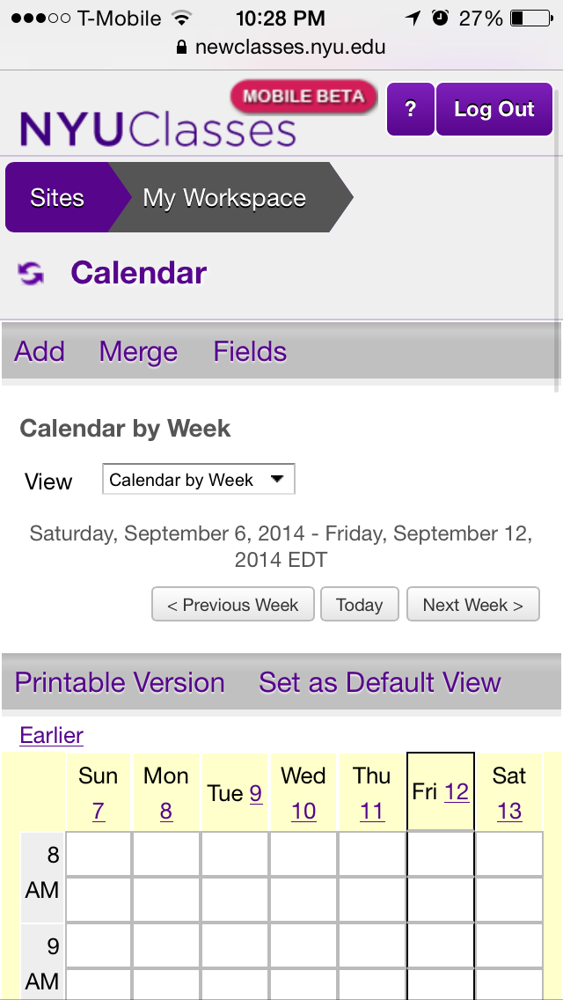 T-Mobile 10:28 PM 27%
newclasses.nyu.edu
MOBILE BETA
NYUClasses ? Log Out
Sites My Workspace
Calendar
Add Merge Fields
Calendar by Week
View Calendar by Week
Saturday, September 6, 2014 - Friday, September 12,
2014 EDT
< Previous Week Today Next Week >
Printable Version Set as Default View
Earlier
Sun 7 Mon 8 Tue 9 Wed 10 Thu 11 Fri 12 Sat 13
8
AM
9
AM